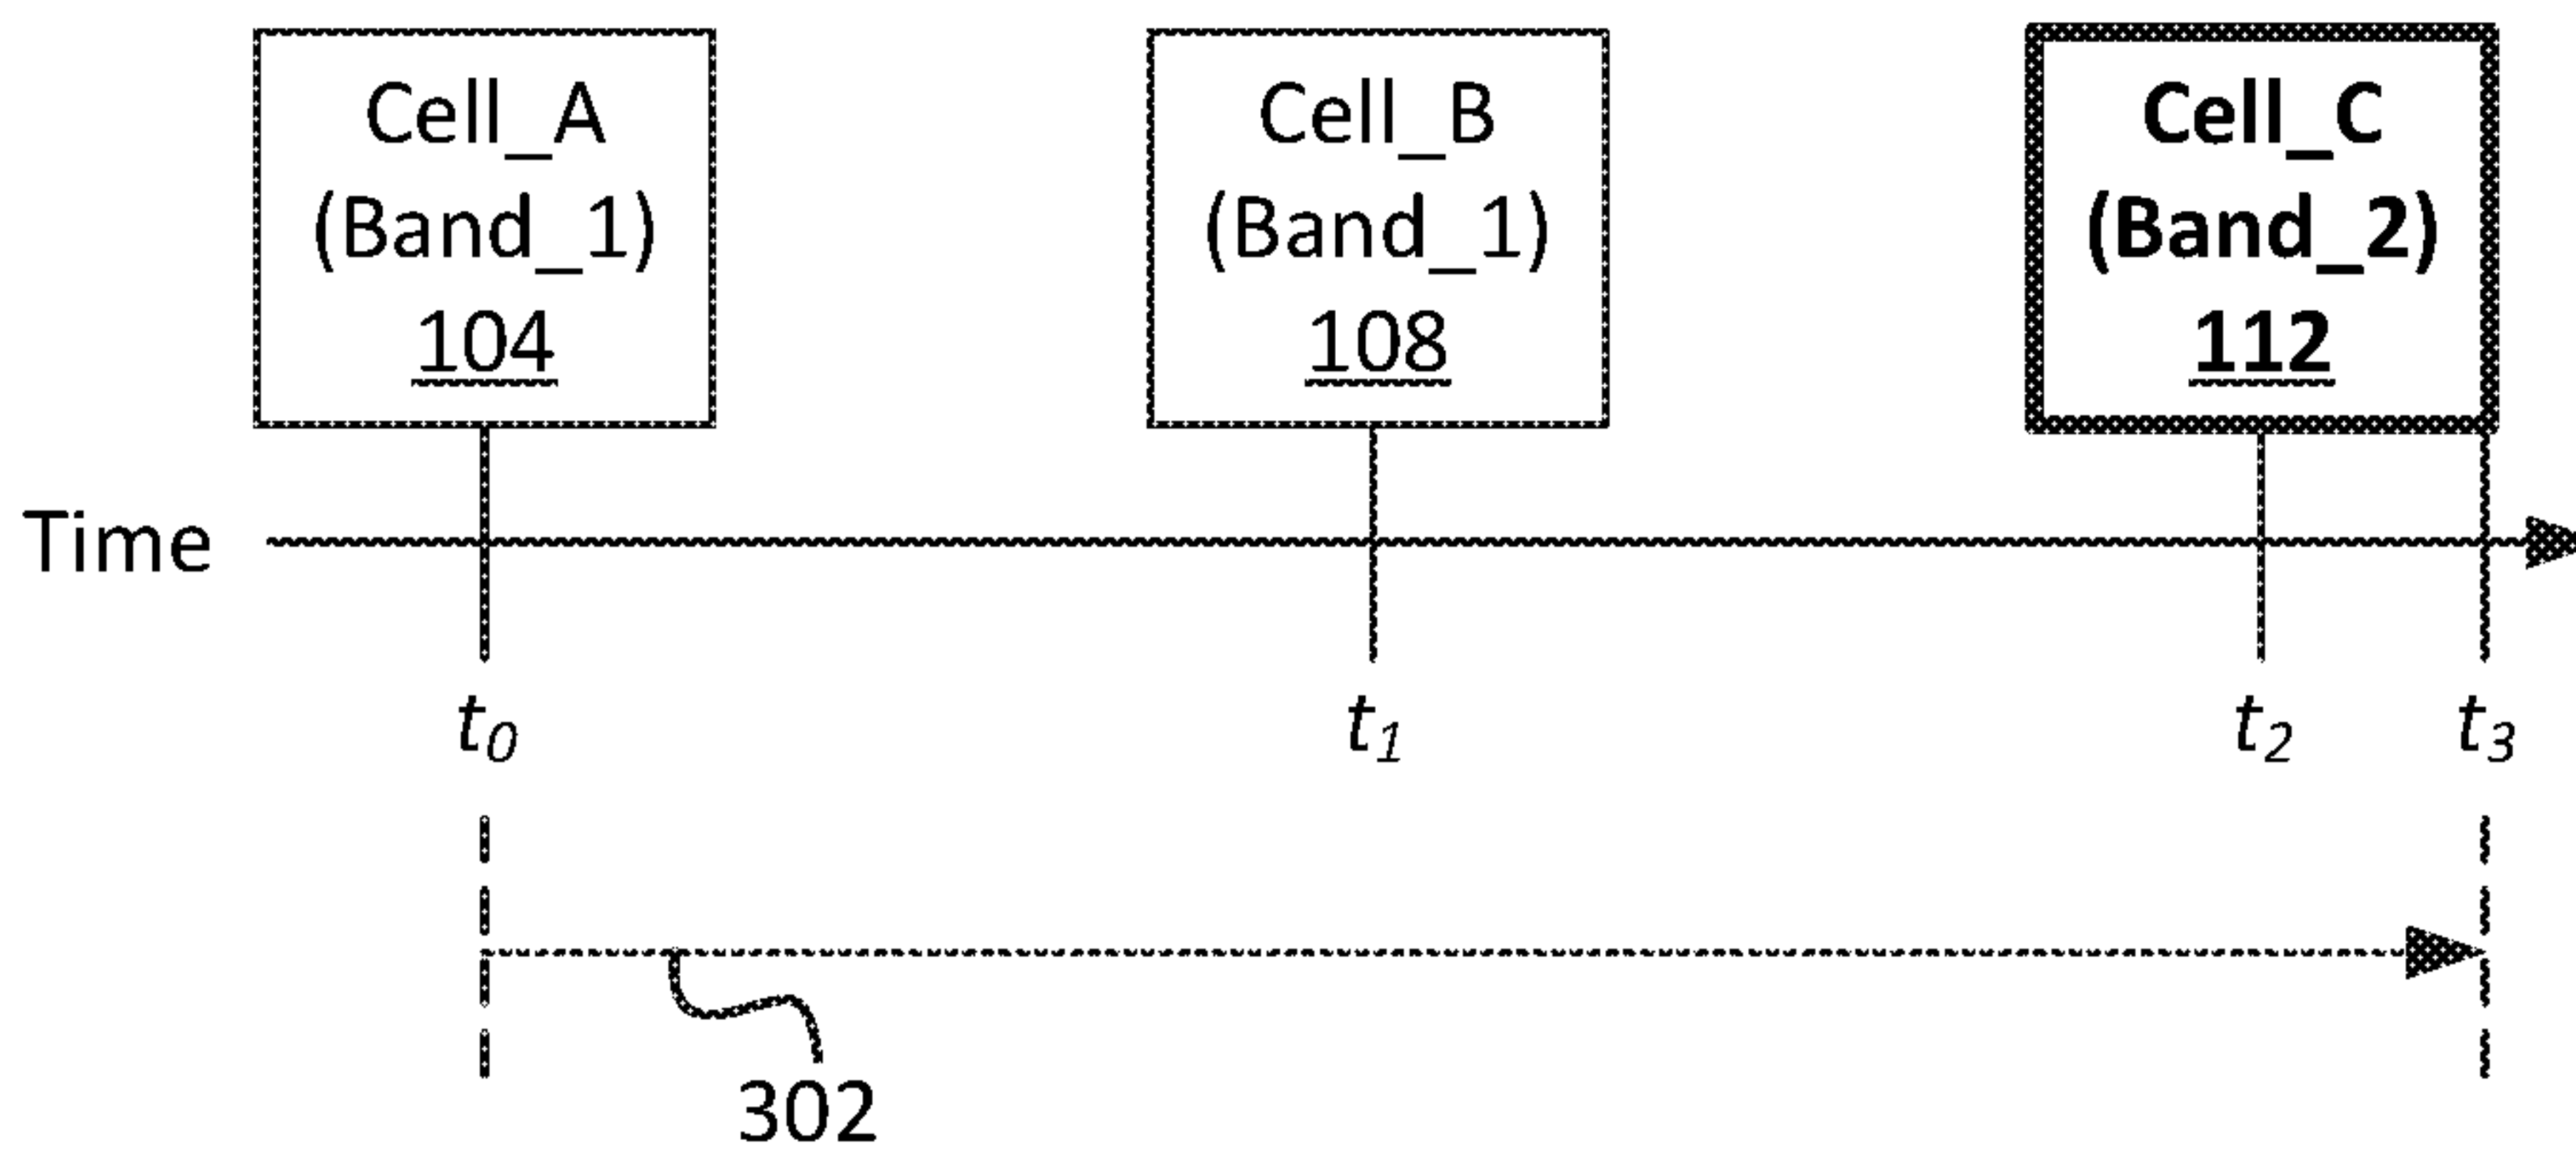 Cell_A
(Band_1)
104
Cell_B
(Band_1)
108
Cell_C
(Band_2)
112
Time
t0
t1
t2
t3
302